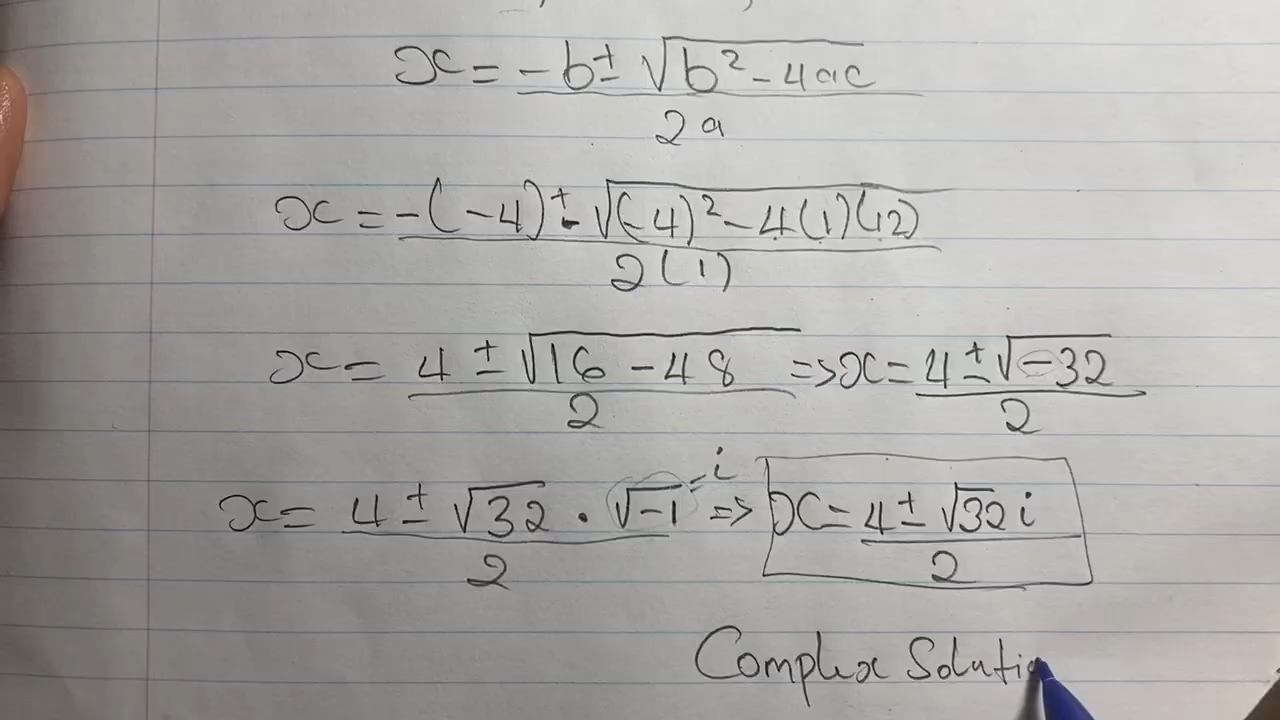 x = -b ± √(b² - 4ac) / 2a
x = -(-4) ± √((-4)² - 4(1)(12)) / 2(1)
x = 4 ± √(16 - 48) / 2 => x = 4 ± √(-32) / 2
x = 4 ± √32 · √-1 = i / 2 => x = 4 ± √32 i / 2
Complex Solutio